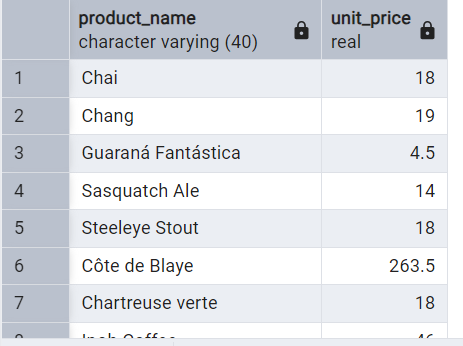 product_name unit_price
character varying (40) real
1 Chai 18
2 Chang 19
3 Guaraná Fantástica 4.5
4 Sasquatch Ale 14
5 Steeleye Stout 18
6 Côte de Blaye 263.5
7 Chartreuse verte 18